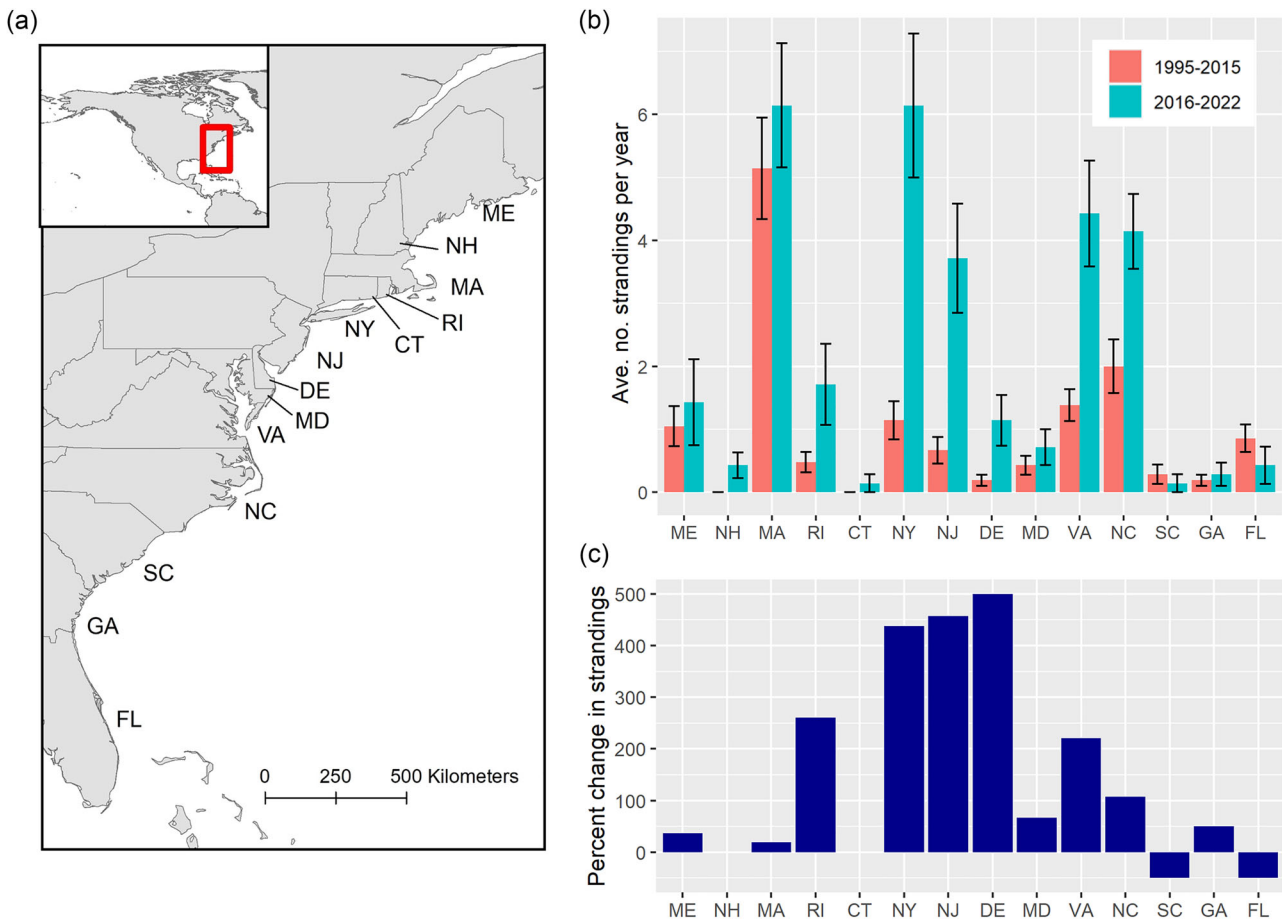 (a)
ME
NH
MA
RI
CT
NY
NJ
DE
MD
VA
NC
SC
GA
FL
0 250 500 Kilometers
(b)
Ave. no. strandings per year
6
4
2
0
1995-2015
2016-2022
ME NH MA RI CT NY NJ DE MD VA NC SC GA FL
(c)
Percent change in strandings
500
400
300
200
100
0
ME NH MA RI CT NY NJ DE MD VA NC SC GA FL